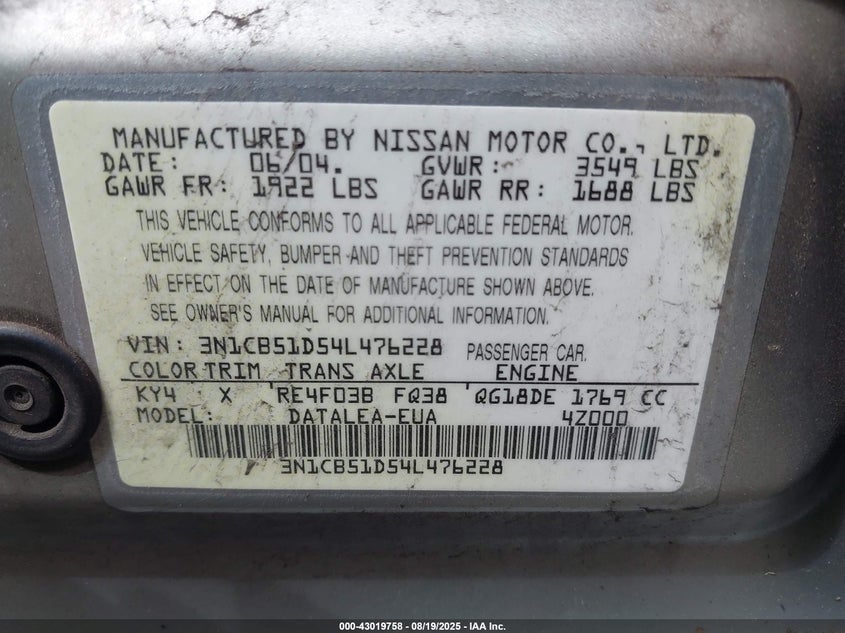 MANUFACTURED BY NISSAN MOTOR CO., LTD.
DATE: 06/04. GVWR: 3549 LBS
GAWR FR: 1922 LBS GAWR RR: 1688 LBS
THIS VEHICLE CONFORMS TO ALL APPLICABLE FEDERAL MOTOR.
VEHICLE SAFETY, BUMPER AND THEFT PREVENTION STANDARDS
IN EFFECT ON THE DATE OF MANUFACTURE SHOWN ABOVE.
SEE OWNER'S MANUAL FOR ADDITIONAL INFORMATION.
VIN: 3N1CB51D54L476228 PASSENGER CAR.
COLOR TRIM TRANS AXLE ENGINE
KY4 X RE4F03B FQ38 QG18DE 1769 CC
MODEL: DATALEA-EUA 4Z000
3N1CB51D54L476228
000-43019758 - 08/19/2025 - IAA Inc.